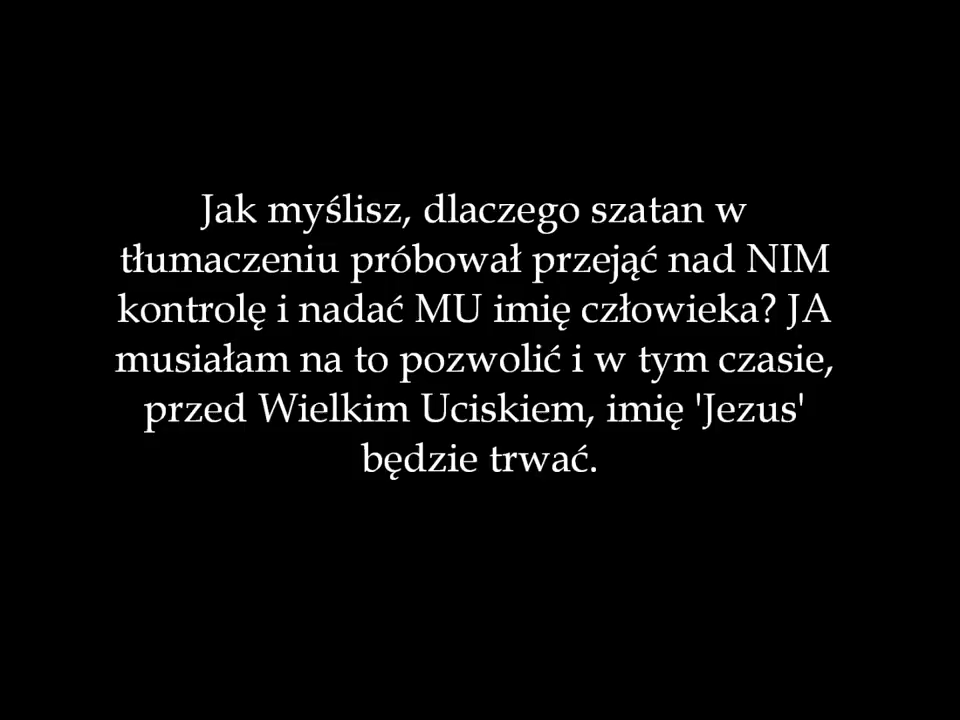 Jak myślisz, dlaczego szatan w
tłumaczeniu próbował przejąć nad NIM
kontrolę i nadać MU imię człowieka? JA
musiałam na to pozwolić i w tym czasie,
przed Wielkim Uciskiem, imię 'Jezus'
będzie trwać.